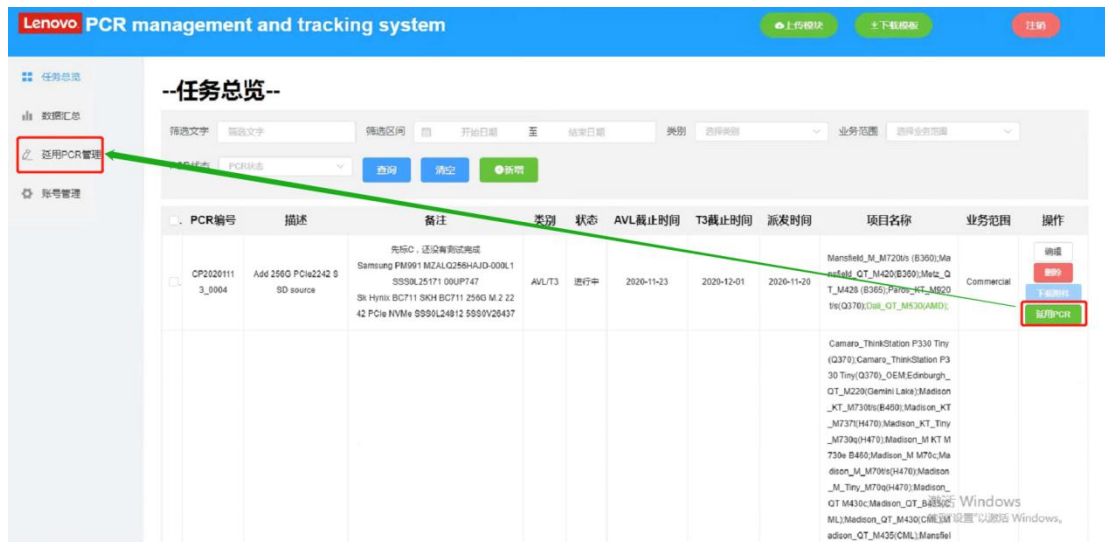 Lenovo PCR management and tracking system
上传模块
下载模板
注销
任务总览
数据汇总
延用PCR管理
账号管理
--任务总览--
筛选文字 筛选文字 筛选区间 开始日期 至 结束日期 类别 选择类别 业务范围 选择业务范围
PCR状态 PCR状态 查询 清空 新增
PCR编号 描述 备注 类别 状态 AVL截止时间 T3截止时间 派发时间 项目名称 业务范围 操作
CP2020111
3_0004
Add 256G PCIe2242 S
SD source
先标C，还没有测试完成
Samsung PM991 MZALQ256HAJD-000L1
SSS0L25171 00UP747
Sk Hynix BC711 SKH BC711 256G M.2 22
42 PCIe NVMe SSS0L24812 5SS0V26437
AVL/T3 进行中 2020-11-23 2020-12-01 2020-11-20
Mansfield_M_M720t/s (B360);Ma
nsfield_QT_M420(B360);Metz_Q
T_M428 (B365);Paros_KT_M920
t/s(Q370);Dali_QT_M530(AMD);
Commercial
编辑
删除
下载附件
延用PCR
Camaro_ThinkStation P330 Tiny
(Q370);Camaro_ThinkStation P3
30 Tiny(Q370)_OEM;Edinburgh_
QT_M220(Gemini Lake);Madison
_KT_M730t/s(B460);Madison_KT
_M737t(H470);Madison_KT_Tiny
_M730q(H470);Madison_M KT M
730e B460;Madison_M M70c;Ma
dison_M_M70t/s(H470);Madison
_M_Tiny_M70q(H470);Madison_
QT M430c;Madison_QT_B435(C
ML);Madison_QT_M430(CML);M
adison_QT_M435(CML);Mansfiel
激活 Windows
转到"设置"以激活 Windows。